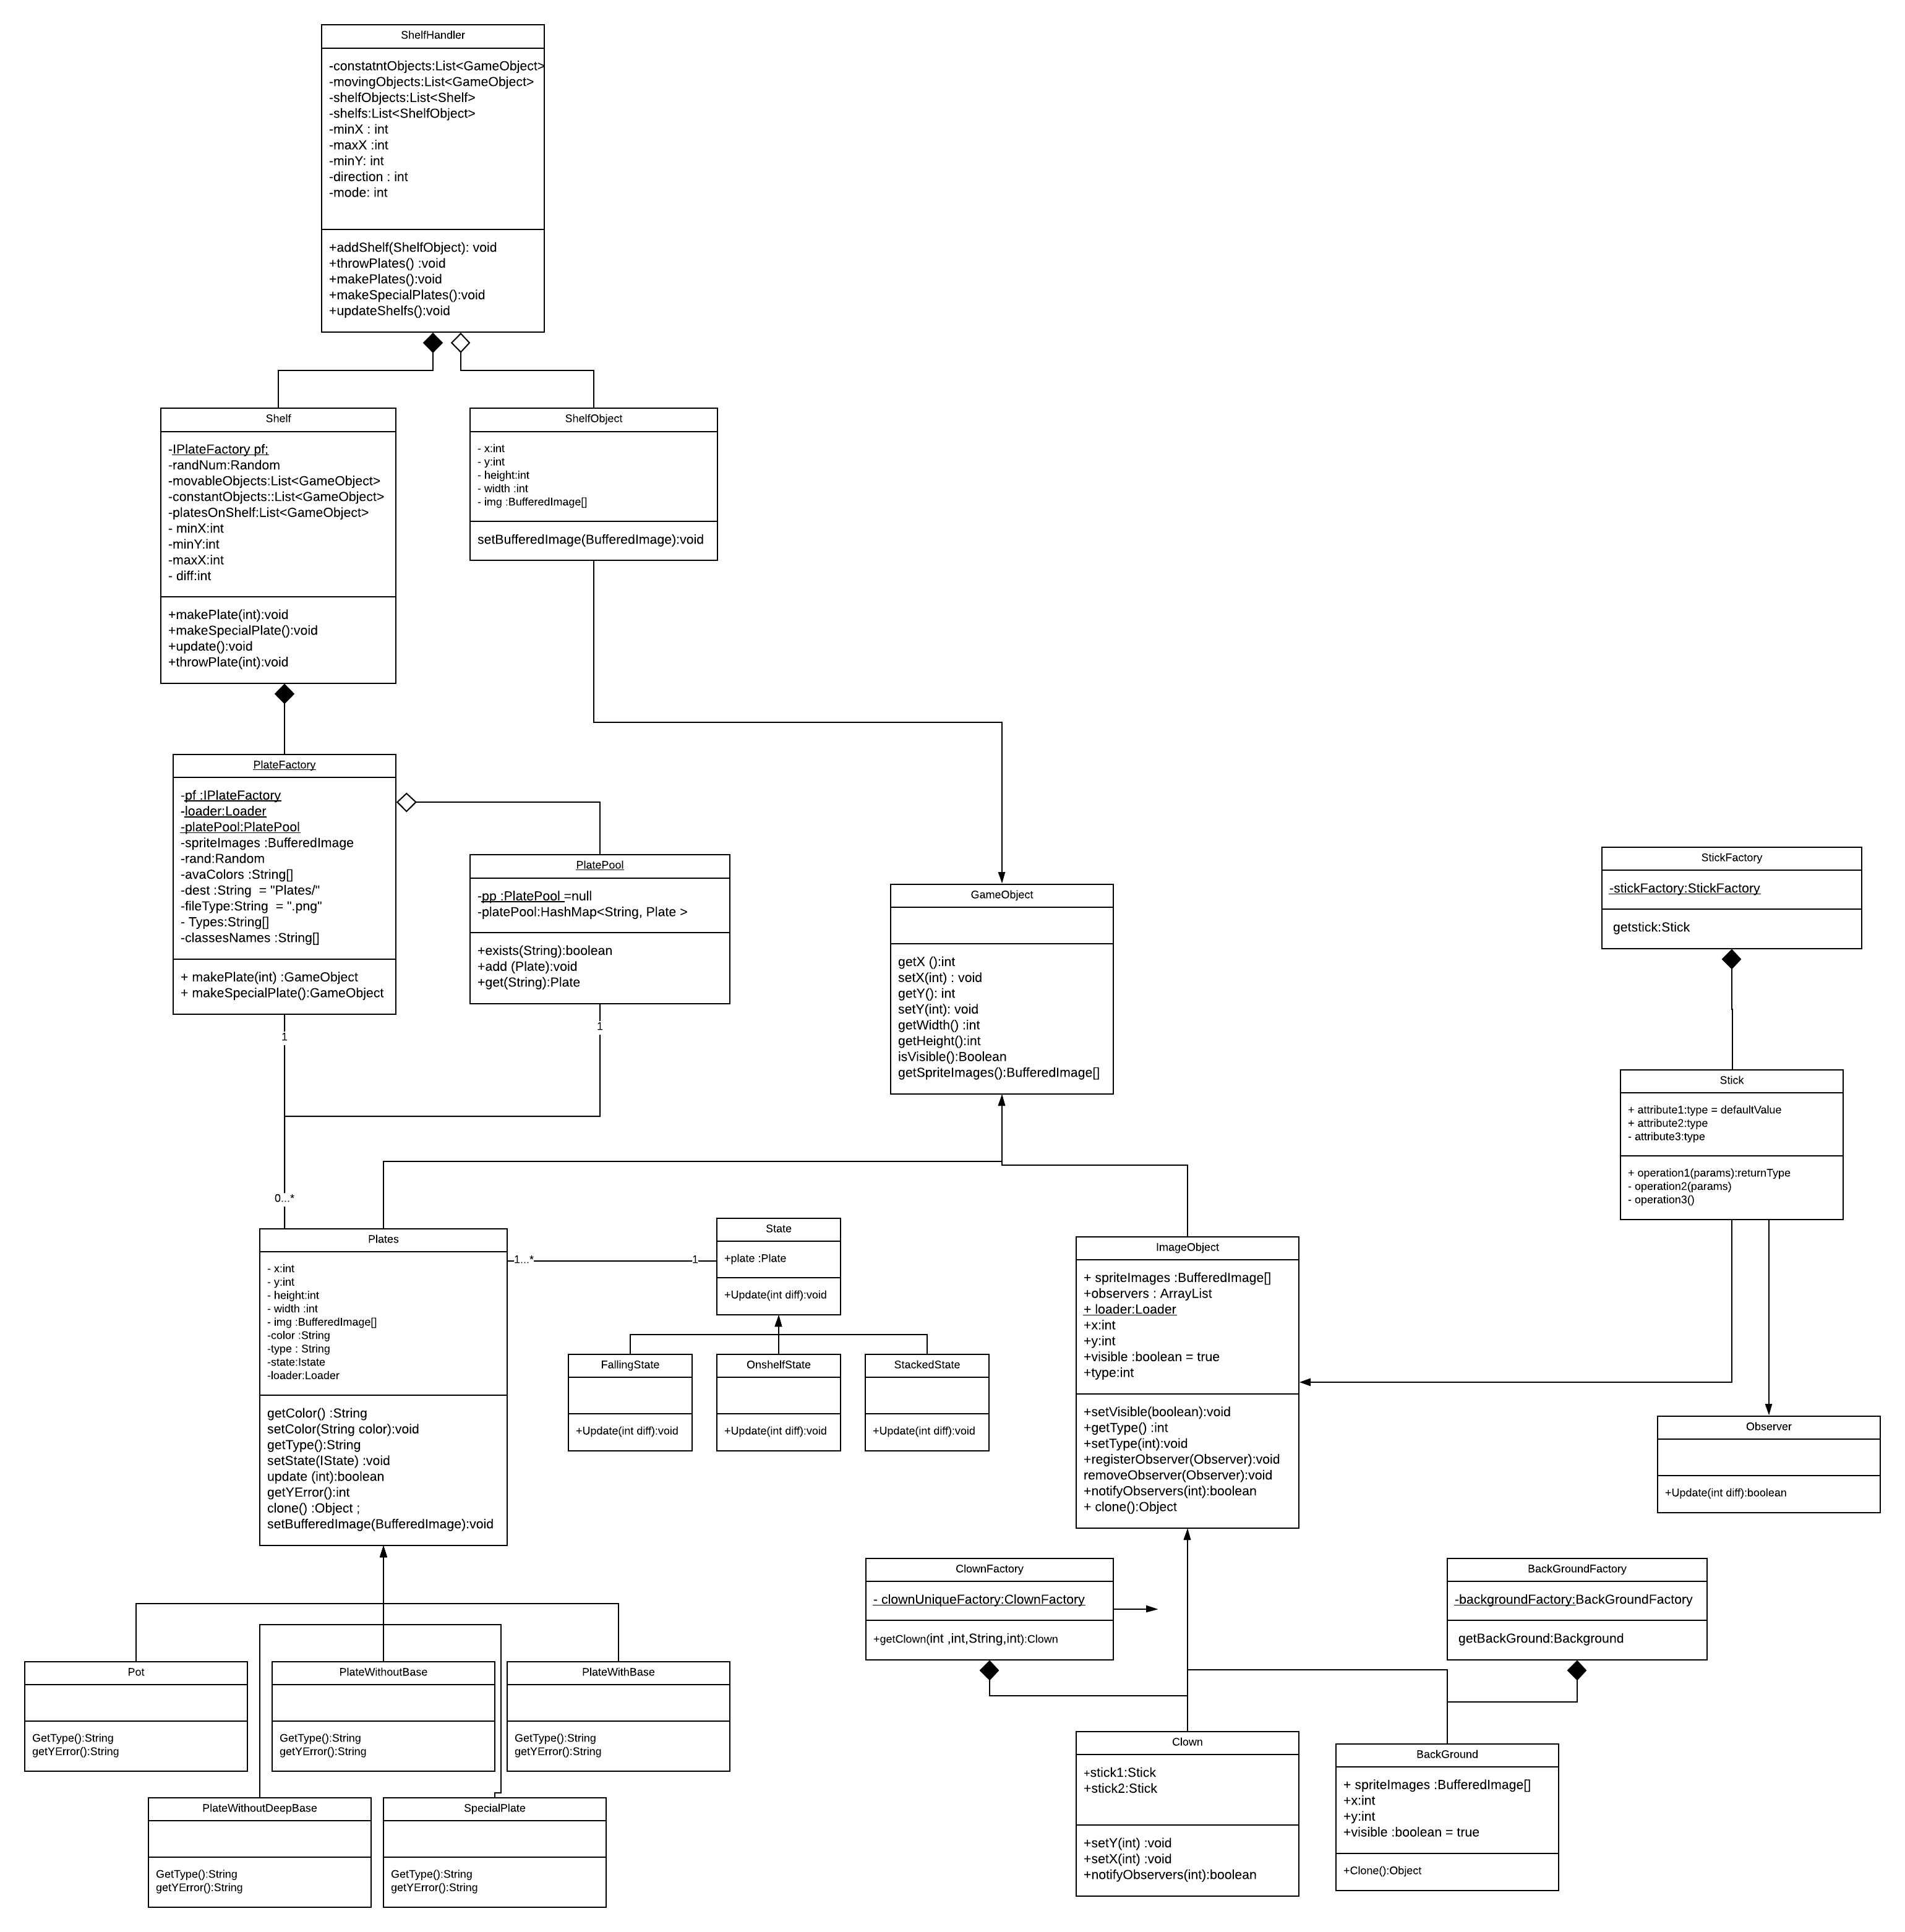 ShelfHandler
-constatntObjects:List<GameObject>
-movingObjects:List<GameObject>
-shelfObjects:List<Shelf>
-shelfs:List<ShelfObject>
-minX : int
-maxX :int
-minY: int
-direction : int
-mode: int
+addShelf(ShelfObject): void
+throwPlates() :void
+makePlates():void
+makeSpecialPlates():void
+updateShelfs():void
Shelf
-IPlateFactory pf;
-randNum:Random
-movableObjects:List<GameObject>
-constantObjects::List<GameObject>
-platesOnShelf:List<GameObject>
- minX:int
-minY:int
-maxX:int
- diff:int
+makePlate(int):void
+makeSpecialPlate():void
+update():void
+throwPlate(int):void
ShelfObject
- x:int
- y:int
- height:int
- width :int
- img :BufferedImage[]
setBufferedImage(BufferedImage):void
PlateFactory
-pf :IPlateFactory
-loader:Loader
-platePool:PlatePool
-spriteImages :BufferedImage
-rand:Random
-avaColors :String[]
-dest :String  = "Plates/"
-fileType:String  = ".png"
- Types:String[]
-classesNames :String[]
+ makePlate(int) :GameObject
+ makeSpecialPlate():GameObject
PlatePool
-pp :PlatePool =null
-platePool:HashMap<String, Plate >
+exists(String):boolean
+add (Plate):void
+get(String):Plate
GameObject
getX ():int
setX(int) : void
getY(): int
setY(int): void
getWidth() :int
getHeight():int
isVisible():Boolean
getSpriteImages():BufferedImage[]
StickFactory
-stickFactory:StickFactory
getstick:Stick
1
1
0...*
Stick
+ attribute1:type = defaultValue
+ attribute2:type
- attribute3:type
+ operation1(params):returnType
- operation2(params)
- operation3()
Plates
- x:int
- y:int
- height:int
- width :int
- img :BufferedImage[]
-color :String
-type : String
-state:Istate
-loader:Loader
getColor() :String
setColor(String color):void
getType():String
setState(IState) :void
update (int):boolean
getYError():int
clone() :Object ;
setBufferedImage(BufferedImage):void
1...*
1
State
+plate :Plate
+Update(int diff):void
FallingState
+Update(int diff):void
OnshelfState
+Update(int diff):void
StackedState
+Update(int diff):void
ImageObject
+ spriteImages :BufferedImage[]
+observers : ArrayList
+ loader:Loader
+x:int
+y:int
+visible :boolean = true
+type:int
+setVisible(boolean):void
+getType() :int
+setType(int):void
+registerObserver(Observer):void
removeObserver(Observer):void
+notifyObservers(int):boolean
+ clone():Object
Observer
+Update(int diff):boolean
ClownFactory
- clownUniqueFactory:ClownFactory
+getClown(int ,int,String,int):Clown
BackGroundFactory
-backgroundFactory:BackGroundFactory
getBackGround:Background
Pot
GetType():String
getYError():String
PlateWithoutBase
GetType():String
getYError():String
PlateWithBase
GetType():String
getYError():String
PlateWithoutDeepBase
GetType():String
getYError():String
SpecialPlate
GetType():String
getYError():String
Clown
+stick1:Stick
+stick2:Stick
+setY(int) :void
+setX(int) :void
+notifyObservers(int):boolean
BackGround
+ spriteImages :BufferedImage[]
+x:int
+y:int
+visible :boolean = true
+Clone():Object